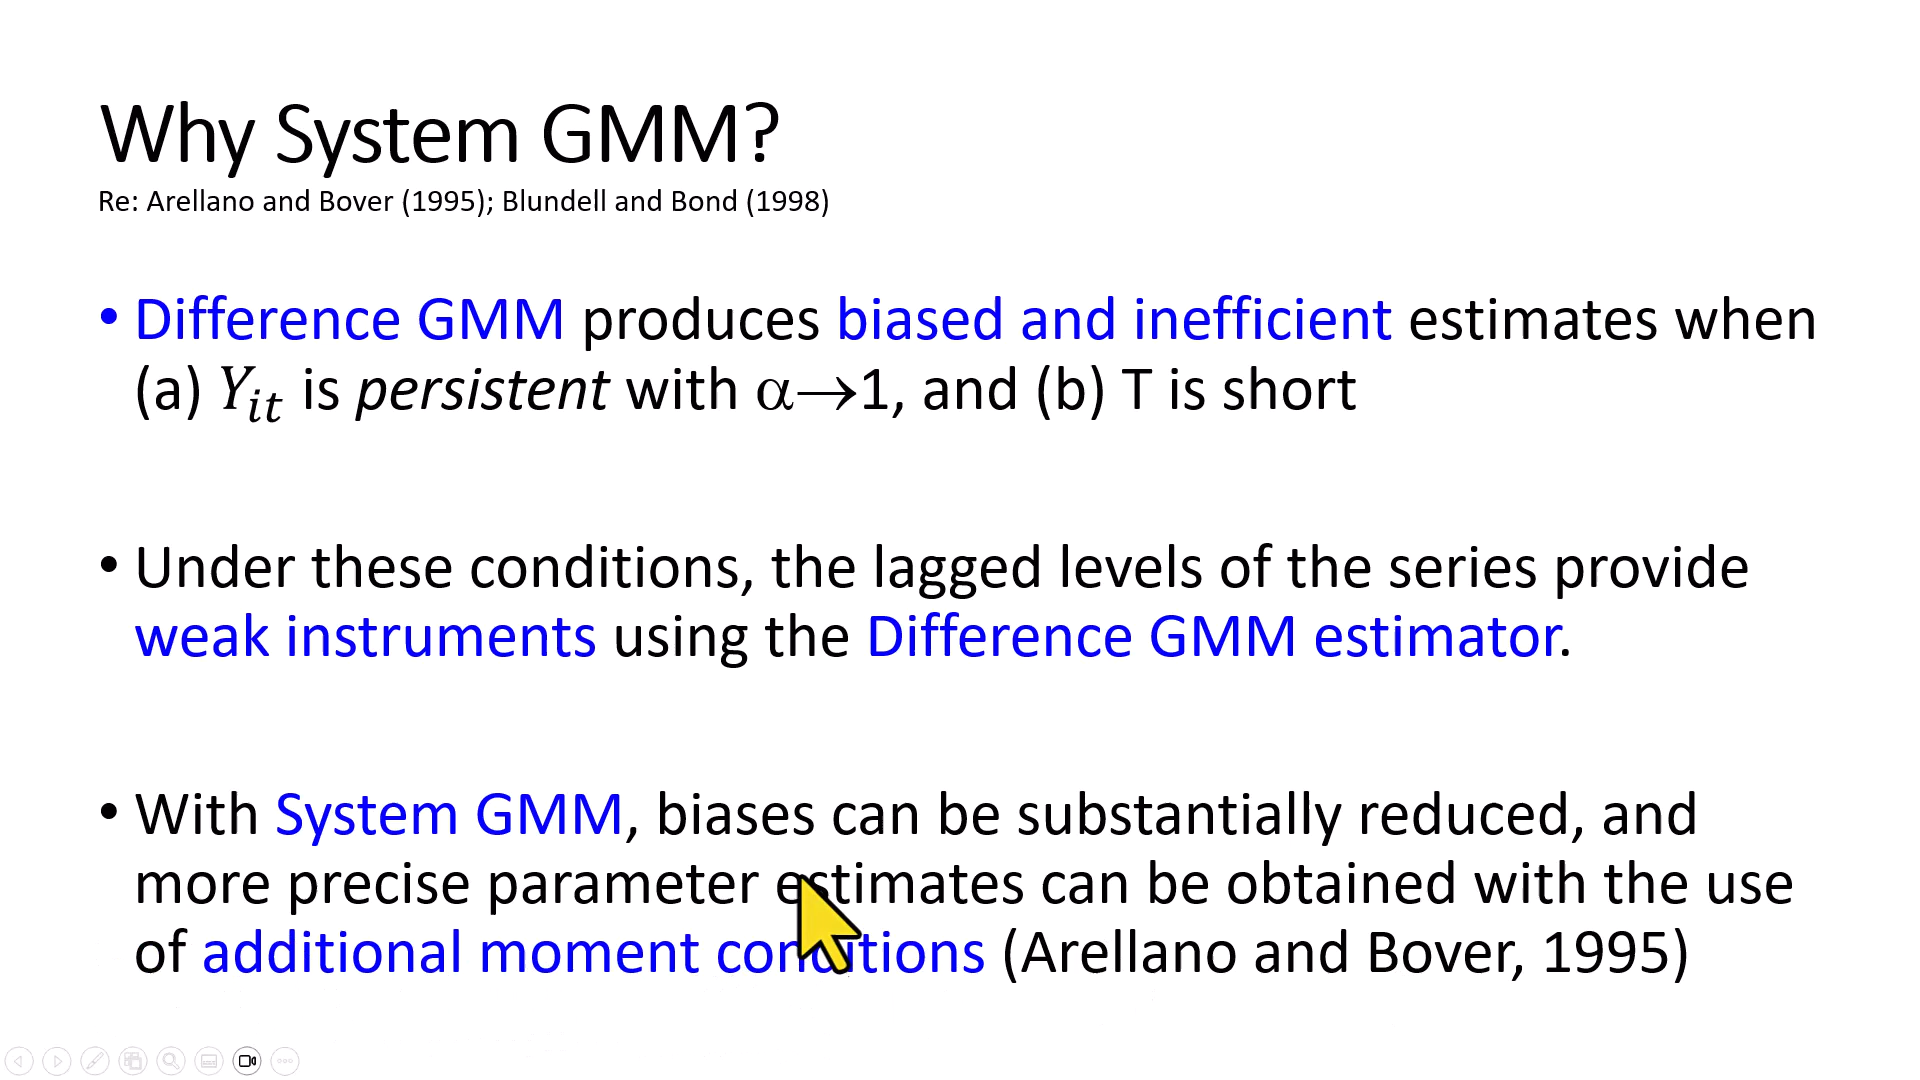 Why System GMM?
Re: Arellano and Bover (1995); Blundell and Bond (1998)
• Difference GMM produces biased and inefficient estimates when
(a) Y_it is persistent with α→1, and (b) T is short
• Under these conditions, the lagged levels of the series provide
weak instruments using the Difference GMM estimator.
• With System GMM, biases can be substantially reduced, and
more precise parameter estimates can be obtained with the use
of additional moment conditions (Arellano and Bover, 1995)